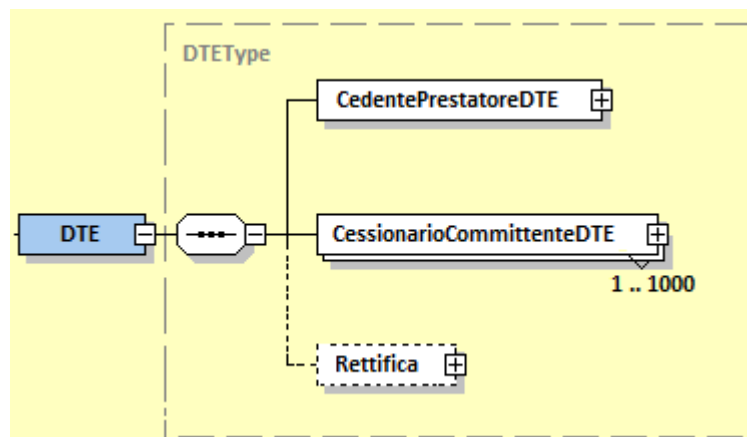 DTEType
CedentePrestatoreDTE
DTE
CessionarioCommittenteDTE
1 .. 1000
Rettifica